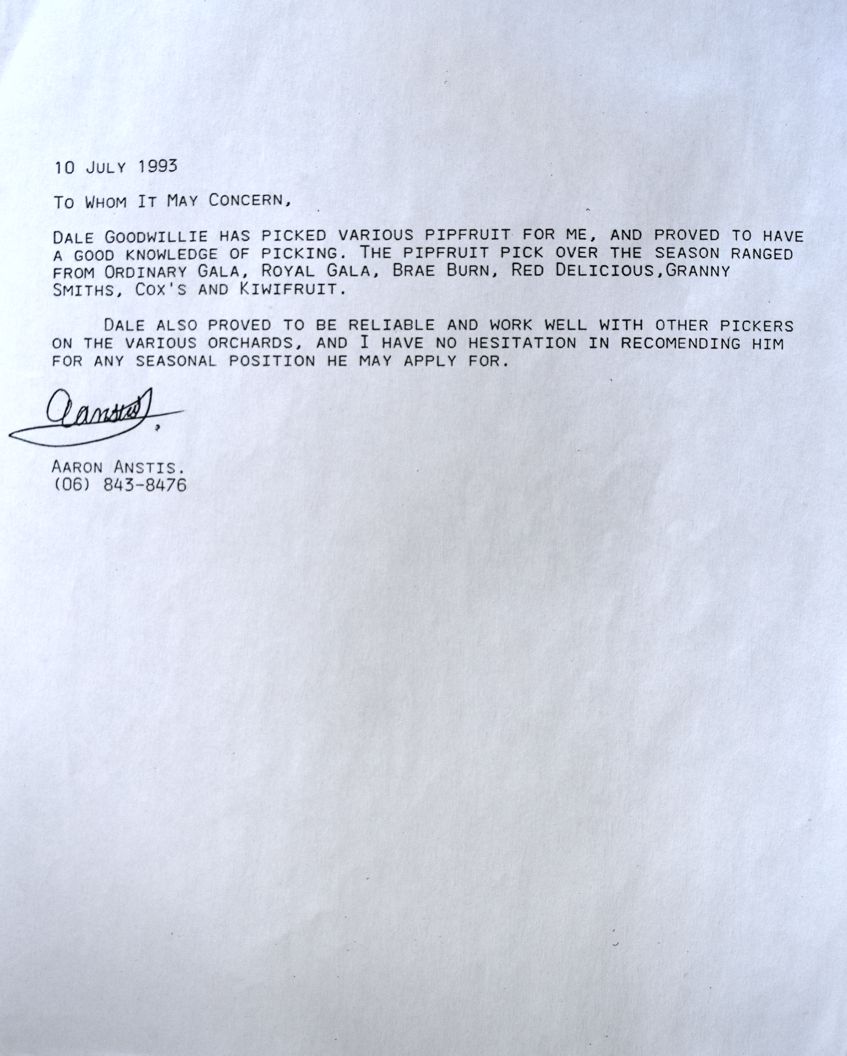 10 July 1993
To Whom It May Concern,
Dale Goodwillie has picked various pipfruit for me, and proved to have
a good knowledge of picking. The pipfruit pick over the season ranged
from Ordinary Gala, Royal Gala, Brae Burn, Red Delicious,Granny
Smiths, Cox's and Kiwifruit.
Dale also proved to be reliable and work well with other pickers
on the various orchards, and I have no hesitation in recomending him
for any seasonal position he may apply for.
Aanstis
Aaron Anstis.
(06) 843-8476